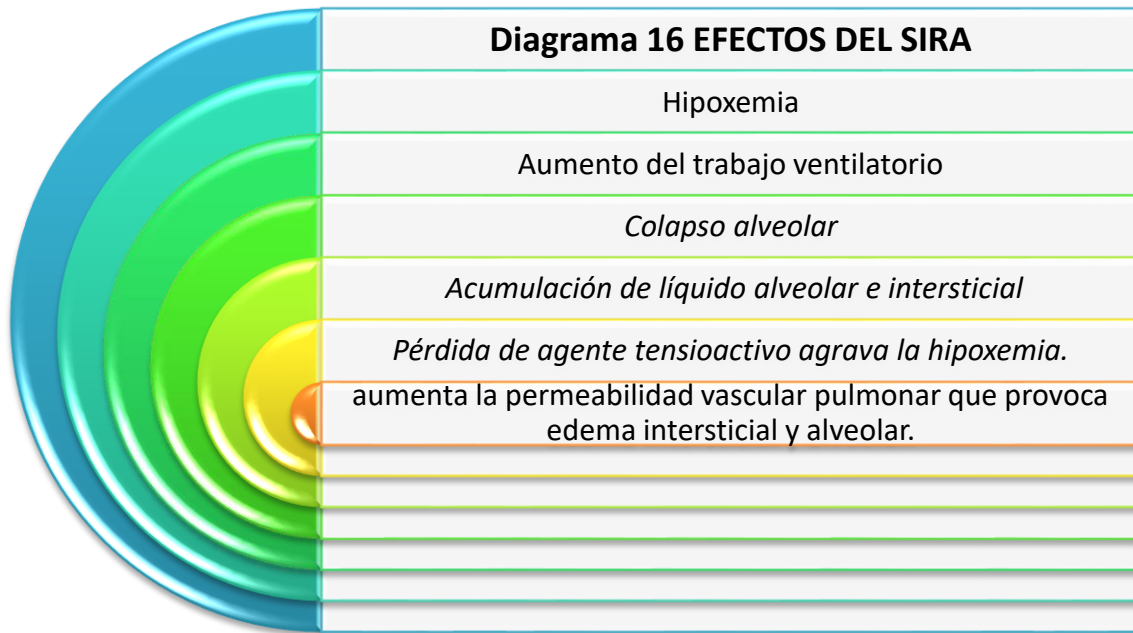 Diagrama 16 EFECTOS DEL SIRA
Hipoxemia
Aumento del trabajo ventilatorio
Colapso alveolar
Acumulación de líquido alveolar e intersticial
Pérdida de agente tensioactivo agrava la hipoxemia.
aumenta la permeabilidad vascular pulmonar que provoca
edema intersticial y alveolar.